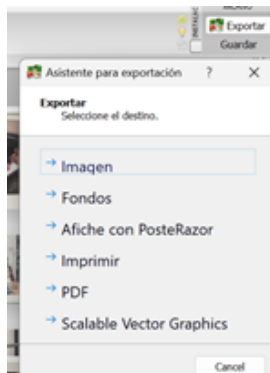 MENÚ
Exportar
Guardar
Asistente para exportación ? X
Exportar
Seleccione el destino.
→ Imagen
→ Fondos
→ Afiche con PosteRazor
→ Imprimir
→ PDF
→ Scalable Vector Graphics
Cancel